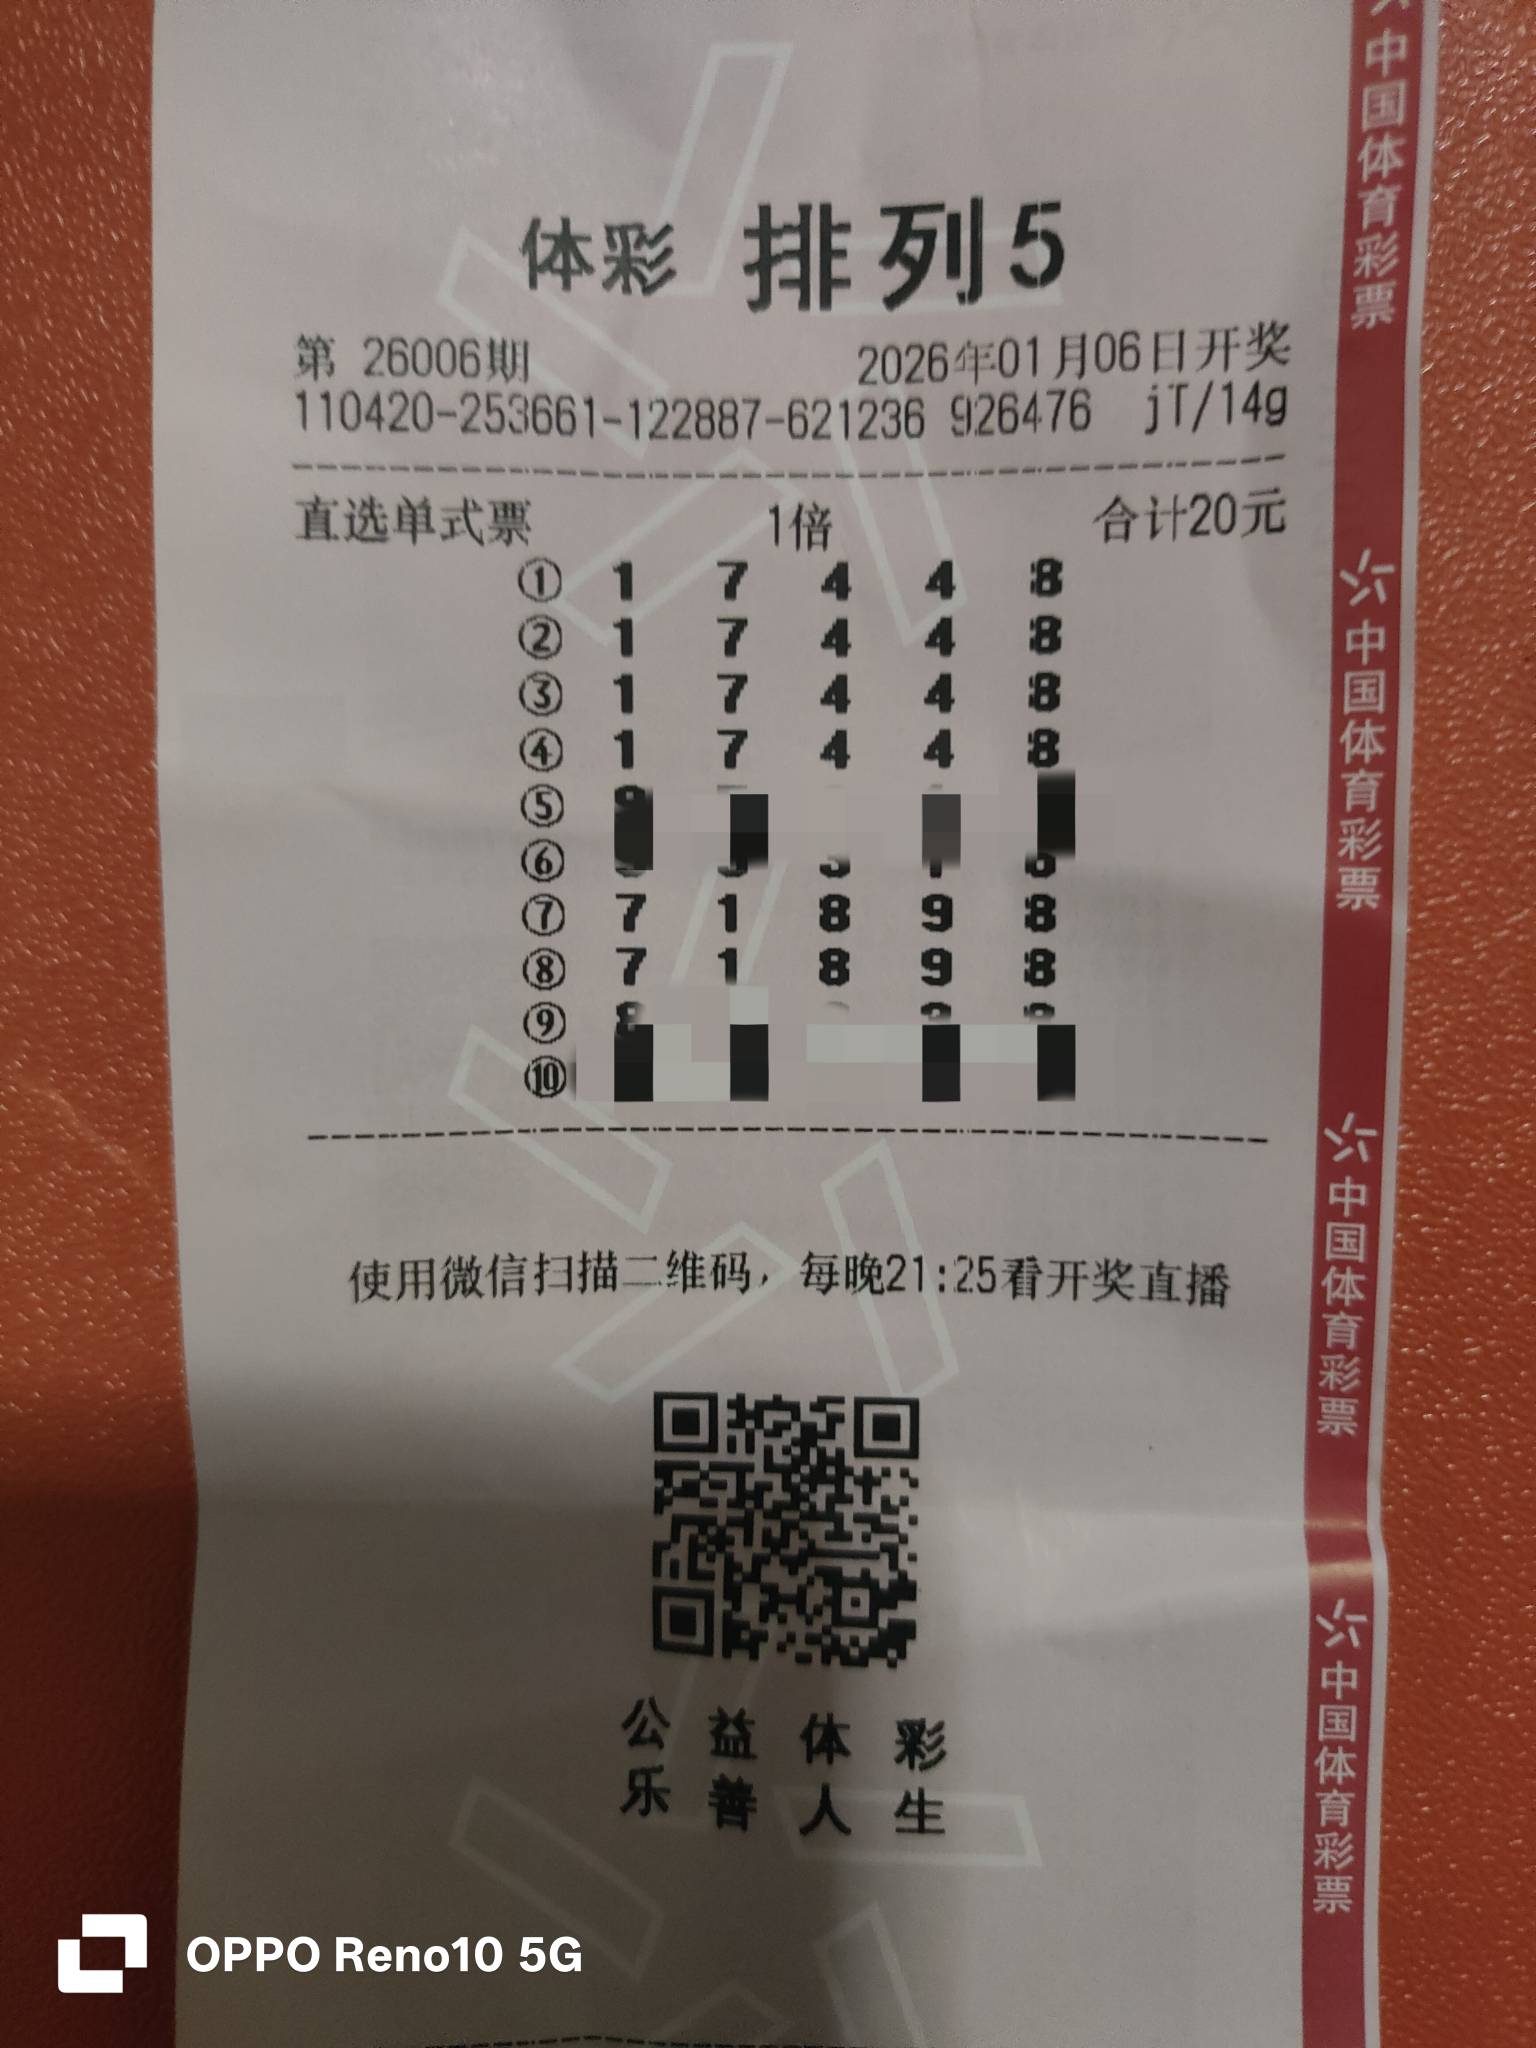 体彩 排列5
第 26006期 2026年01月06日开奖
110420-253661-122887-621236 926476 jT/14g
直选单式票 1倍 合计20元
① 1 7 4 4 8
② 1 7 4 4 8
③ 1 7 4 4 8
④ 1 7 4 4 8
⑤
⑥
⑦ 7 1 8 9 8
⑧ 7 1 8 9 8
⑨
⑩
使用微信扫描二维码，每晚21:25看开奖直播
公益体彩
乐善人生
中国体育彩票
中国体育彩票
中国体育彩票
中国体育彩票
OPPO Reno10 5G